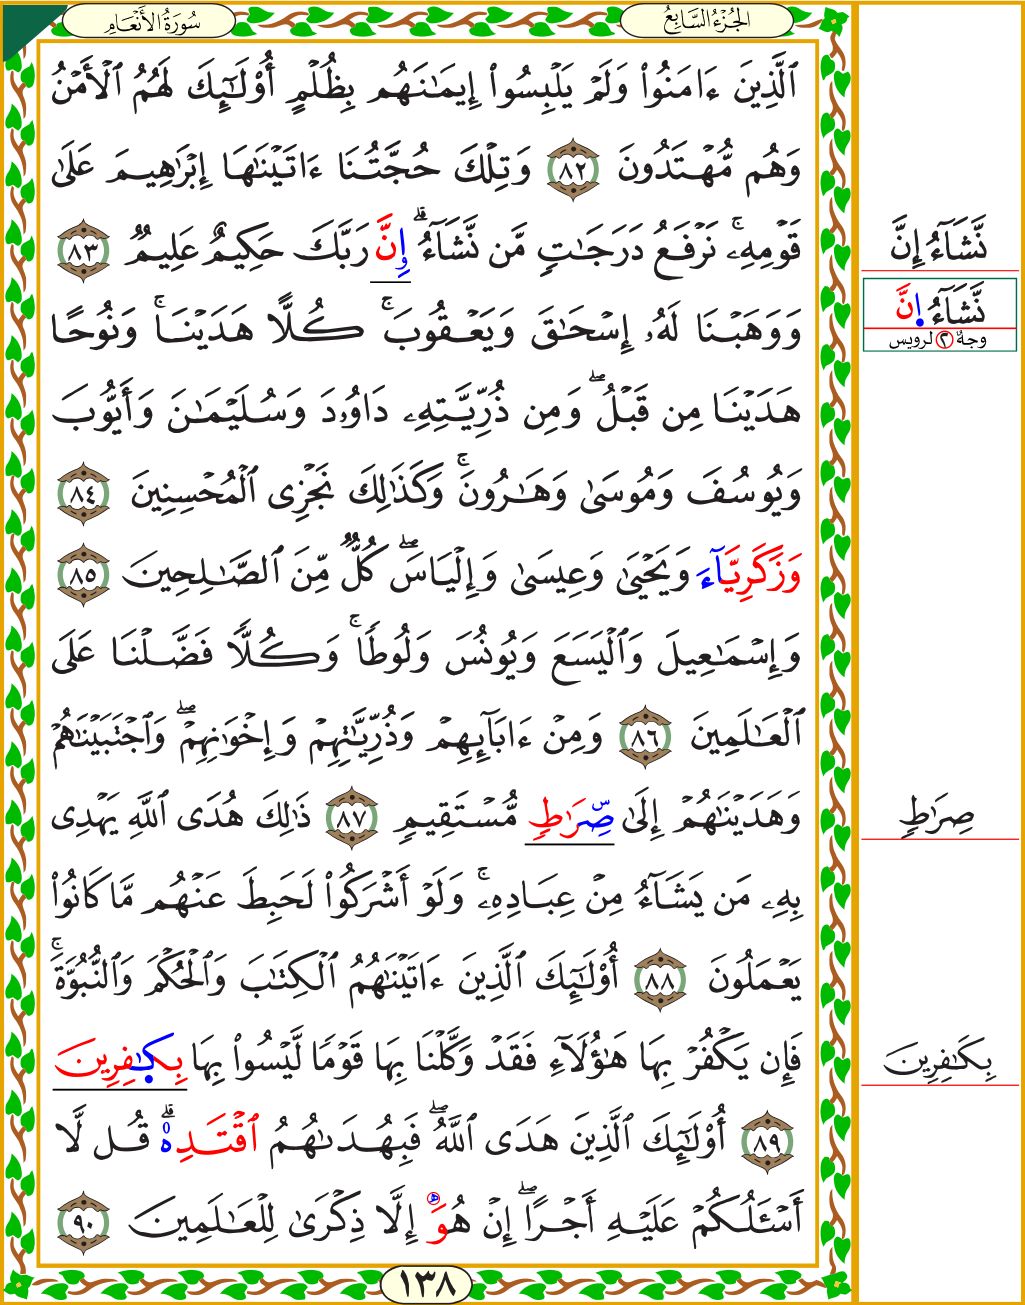 الجُزْءُ السَّابِعُ
سُورَةُ الأَنْعَامِ
ٱلَّذِينَ ءَامَنُوا۟ وَلَمْ يَلْبِسُوٓا۟ إِيمَـٰنَهُم بِظُلْمٍ أُو۟لَـٰٓئِكَ لَهُمُ ٱلْأَمْنُ
وَهُم مُّهْتَدُونَ ٨٢ وَتِلْكَ حُجَّتُنَا ءَاتَيْنَـٰهَا إِبْرَٰهِيمَ عَلَىٰ
قَوْمِهِۦ ۚ نَرْفَعُ دَرَجَـٰتِ مَّن نَّشَآءُ ۗ إِنَّ رَبَّكَ حَكِيمٌ عَلِيمٌ ٨٣
وَوَهَبْنَا لَهُۥٓ إِسْحَـٰقَ وَيَعْقُوبَ ۚ كُلًّا هَدَيْنَا ۚ وَنُوحًا
هَدَيْنَا مِن قَبْلُ ۖ وَمِن ذُرِّيَّتِهِۦ دَاوُۥدَ وَسُلَيْمَـٰنَ وَأَيُّوبَ
وَيُوسُفَ وَمُوسَىٰ وَهَـٰرُونَ ۚ وَكَذَٰلِكَ نَجْزِى ٱلْمُحْسِنِينَ ٨٤
وَزَكَرِيَّآءَ وَيَحْيَىٰ وَعِيسَىٰ وَإِلْيَاسَ ۖ كُلٌّ مِّنَ ٱلصَّـٰلِحِينَ ٨٥
وَإِسْمَـٰعِيلَ وَٱلْيَسَعَ وَيُونُسَ وَلُوطًا ۚ وَكُلًّا فَضَّلْنَا عَلَى
ٱلْعَـٰلَمِينَ ٨٦ وَمِنْ ءَابَآئِهِمْ وَذُرِّيَّـٰتِهِمْ وَإِخْوَٰنِهِمْ ۖ وَٱجْتَبَيْنَـٰهُمْ
وَهَدَيْنَـٰهُمْ إِلَىٰ صِرَٰطٍ مُّسْتَقِيمٍ ٨٧ ذَٰلِكَ هُدَى ٱللَّهِ يَهْدِى
بِهِۦ مَن يَشَآءُ مِنْ عِبَادِهِۦ ۚ وَلَوْ أَشْرَكُوا۟ لَحَبِطَ عَنْهُم مَّا كَانُوا۟
يَعْمَلُونَ ٨٨ أُو۟لَـٰٓئِكَ ٱلَّذِينَ ءَاتَيْنَـٰهُمُ ٱلْكِتَـٰبَ وَٱلْحُكْمَ وَٱلنُّبُوَّةَ ۚ
فَإِن يَكْفُرْ بِهَا هَـٰٓؤُلَآءِ فَقَدْ وَكَّلْنَا بِهَا قَوْمًا لَّيْسُوا۟ بِهَا بِكَـٰفِرِينَ
٨٩ أُو۟لَـٰٓئِكَ ٱلَّذِينَ هَدَى ٱللَّهُ ۖ فَبِهُدَىٰهُمُ ٱقْتَدِهْ ۗ قُل لَّآ
أَسْـَٔلُكُمْ عَلَيْهِ أَجْرًا ۖ إِنْ هُوَ إِلَّا ذِكْرَىٰ لِلْعَـٰلَمِينَ ٩٠
١٣٨
نَّشَآءُ إِنَّ
نَّشَآءُ اِنَّ
وجهٌ ٢ لرويس
صِرَٰطٍ
بِكَـٰفِرِينَ